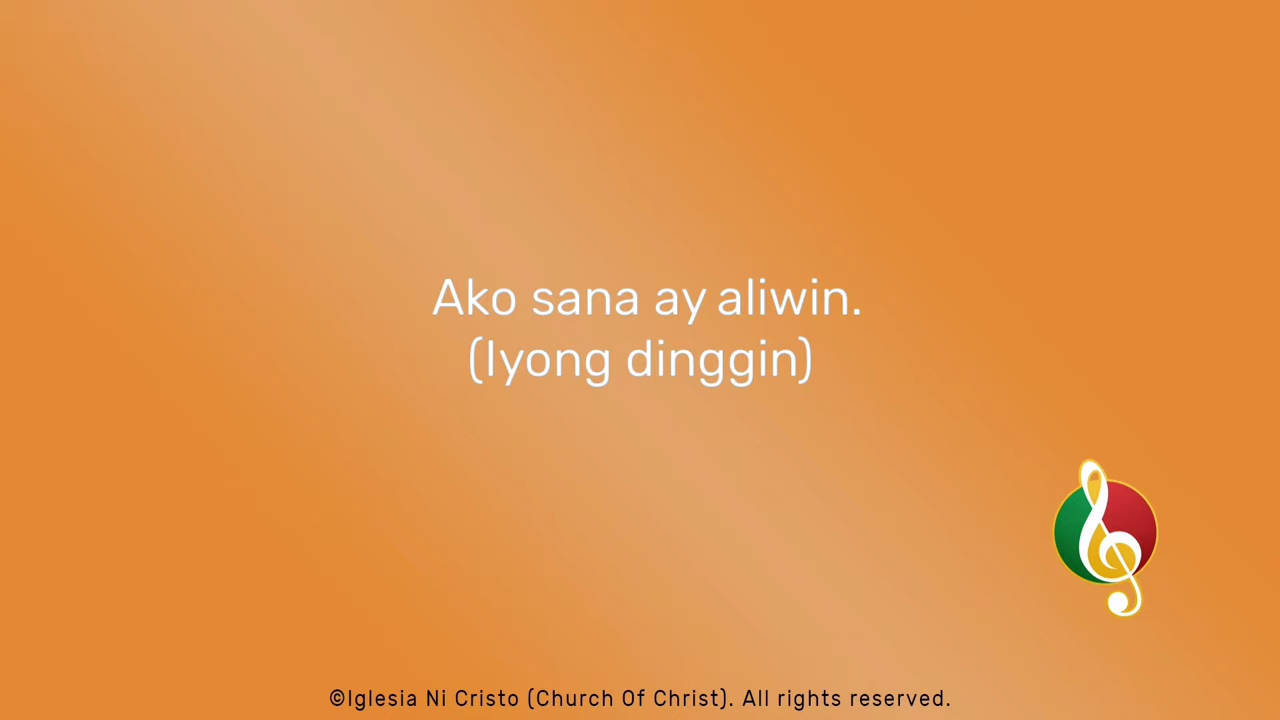 Ako sana ay aliwin.
(Iyong dinggin)
©Iglesia Ni Cristo (Church Of Christ). All rights reserved.